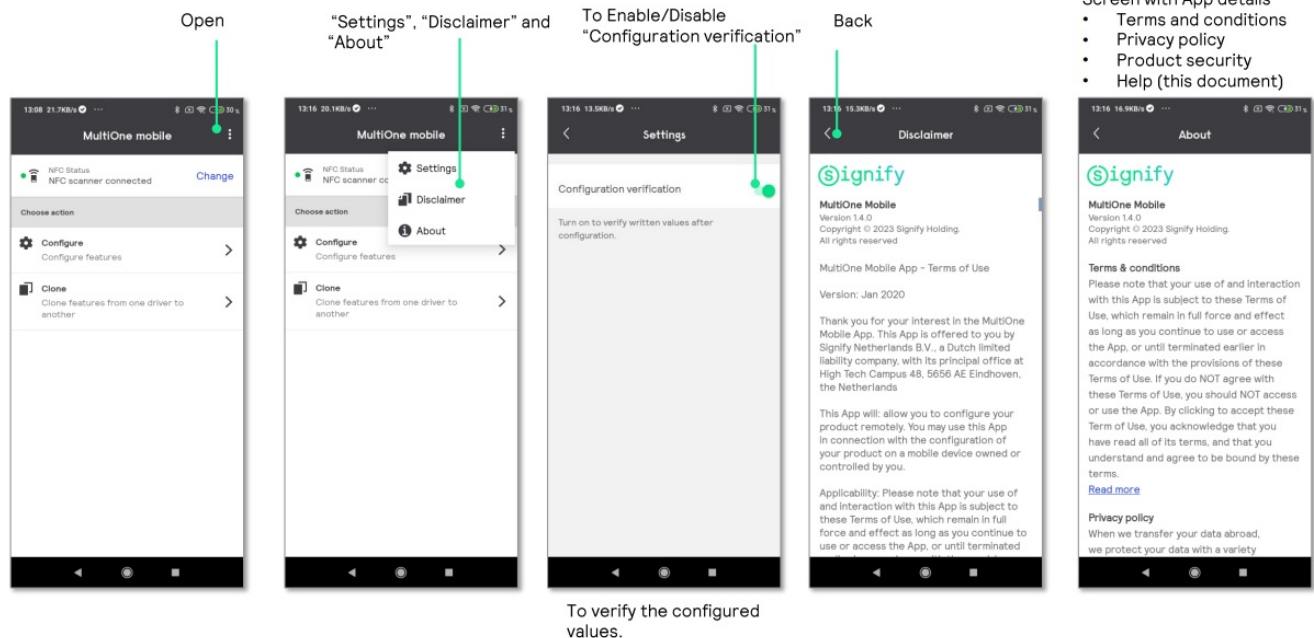 Open
"Settings", "Disclaimer" and
"About"
To Enable/Disable
"Configuration verification"
Back
Screen with App details
• Terms and conditions
• Privacy policy
• Product security
• Help (this document)
13:08 21.7KB/s ··· 30%
MultiOne mobile
NFC Status
NFC scanner connected
Change
Choose action
Configure
Configure features
Clone
Clone features from one driver to
another
13:16 20.1KB/s ··· 31%
MultiOne mobile
NFC Status
NFC scanner co
Settings
Disclaimer
About
Choose action
Configure
Configure features
Clone
Clone features from one driver to
another
13:16 13.5KB/s ··· 31%
Settings
Configuration verification
Turn on to verify written values after
configuration.
To verify the configured
values.
13:16 15.3KB/s ··· 31%
Disclaimer
Signify
MultiOne Mobile
Version 1.4.0
Copyright © 2023 Signify Holding.
All rights reserved
MultiOne Mobile App - Terms of Use
Version: Jan 2020
Thank you for your interest in the MultiOne
Mobile App. This App is offered to you by
Signify Netherlands B.V., a Dutch limited
liability company, with its principal office at
High Tech Campus 48, 5656 AE Eindhoven,
the Netherlands
This App will: allow you to configure your
product remotely. You may use this App
in connection with the configuration of
your product on a mobile device owned or
controlled by you.
Applicability: Please note that your use of
and interaction with this App is subject to
these Terms of Use, which remain in full
force and effect as long as you continue to
use or access the App, or until terminated
13:16 16.9KB/s ··· 31%
About
Signify
MultiOne Mobile
Version 1.4.0
Copyright © 2023 Signify Holding.
All rights reserved
Terms & conditions
Please note that your use of and interaction
with this App is subject to these Terms of
Use, which remain in full force and effect
as long as you continue to use or access
the App, or until terminated earlier in
accordance with the provisions of these
Terms of Use. If you do NOT agree with
these Terms of Use, you should NOT access
or use the App. By clicking to accept these
Term of Use, you acknowledge that you
have read all of its terms, and that you
understand and agree to be bound by these
terms.
Read more
Privacy policy
When we transfer your data abroad,
we protect your data with a variety